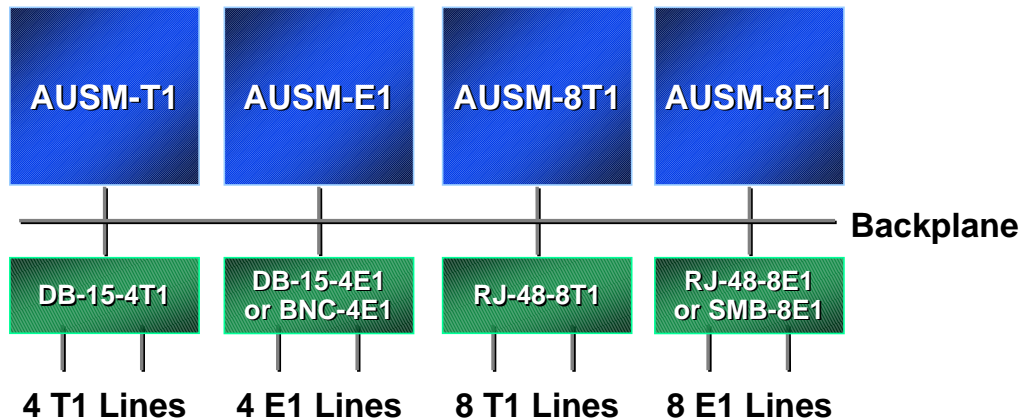 AUSM-T1
AUSM-E1
AUSM-8T1
AUSM-8E1
Backplane
DB-15-4T1
DB-15-4E1
or BNC-4E1
RJ-48-8T1
RJ-48-8E1
or SMB-8E1
4 T1 Lines
4 E1 Lines
8 T1 Lines
8 E1 Lines